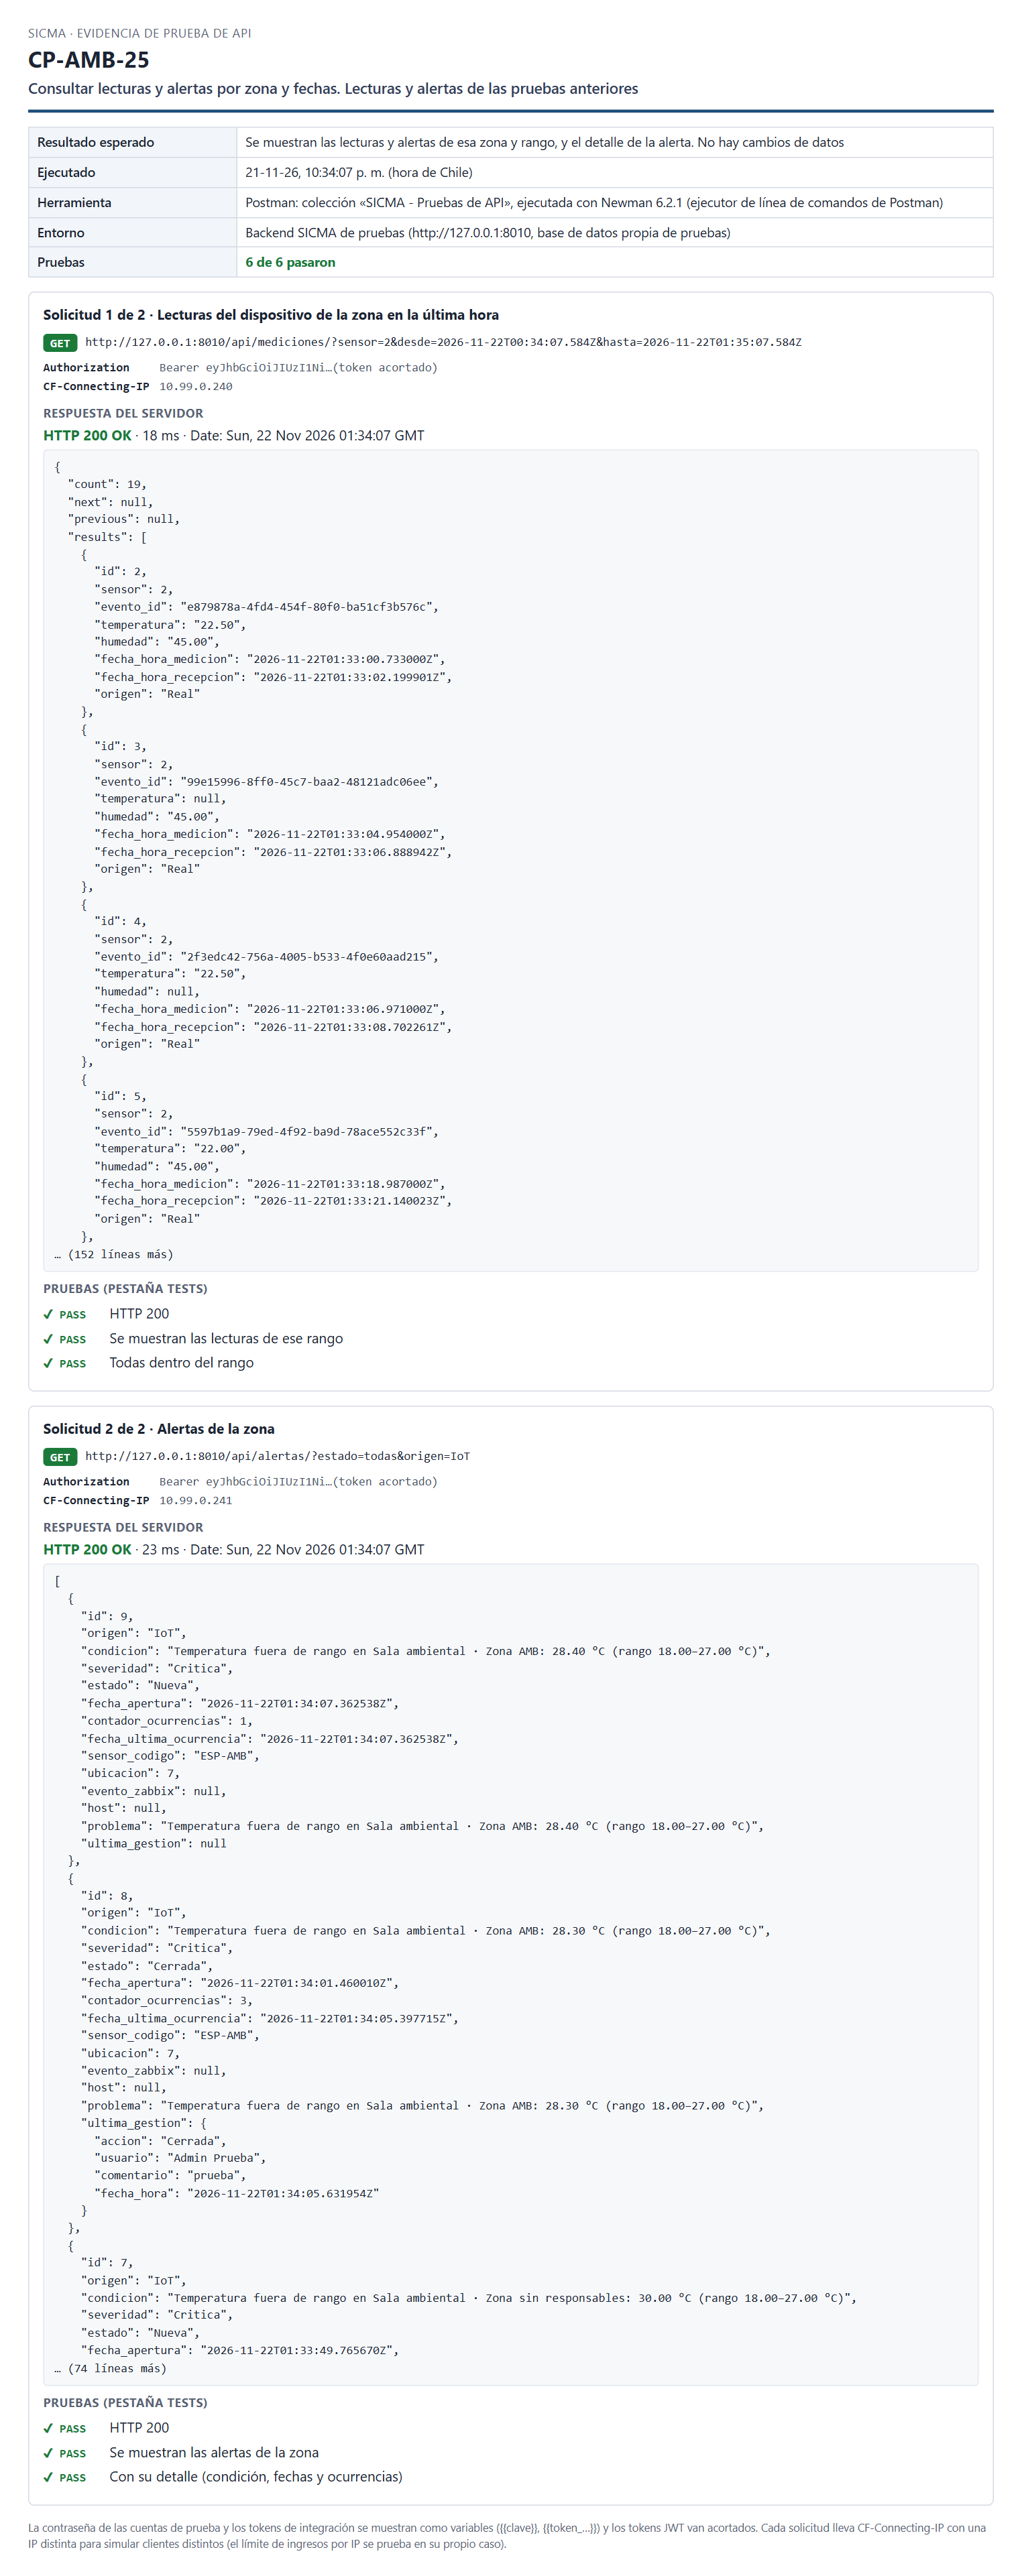 SICMA · EVIDENCIA DE PRUEBA DE API
CP-AMB-25
Consultar lecturas y alertas por zona y fechas. Lecturas y alertas de las pruebas anteriores
Resultado esperado Se muestran las lecturas y alertas de esa zona y rango, y el detalle de la alerta. No hay cambios de datos
Ejecutado 21-11-26, 10:34:07 p. m. (hora de Chile)
Herramienta Postman: colección «SICMA - Pruebas de API», ejecutada con Newman 6.2.1 (ejecutor de línea de comandos de Postman)
Entorno Backend SICMA de pruebas (http://127.0.0.1:8010, base de datos propia de pruebas)
Pruebas 6 de 6 pasaron
Solicitud 1 de 2 · Lecturas del dispositivo de la zona en la última hora
GET http://127.0.0.1:8010/api/mediciones/?sensor=2&desde=2026-11-22T00:34:07.584Z&hasta=2026-11-22T01:35:07.584Z
Authorization Bearer eyJhbGciOiJIUzI1Ni…(token acortado)
CF-Connecting-IP 10.99.0.240
RESPUESTA DEL SERVIDOR
HTTP 200 OK · 18 ms · Date: Sun, 22 Nov 2026 01:34:07 GMT
{
"count": 19,
"next": null,
"previous": null,
"results": [
{
"id": 2,
"sensor": 2,
"evento_id": "e879878a-4fd4-454f-80f0-ba51cf3b576c",
"temperatura": "22.50",
"humedad": "45.00",
"fecha_hora_medicion": "2026-11-22T01:33:00.733000Z",
"fecha_hora_recepcion": "2026-11-22T01:33:02.199901Z",
"origen": "Real"
},
{
"id": 3,
"sensor": 2,
"evento_id": "99e15996-8ff0-45c7-baa2-48121adc06ee",
"temperatura": null,
"humedad": "45.00",
"fecha_hora_medicion": "2026-11-22T01:33:04.954000Z",
"fecha_hora_recepcion": "2026-11-22T01:33:06.888942Z",
"origen": "Real"
},
{
"id": 4,
"sensor": 2,
"evento_id": "2f3edc42-756a-4005-b533-4f0e60aad215",
"temperatura": "22.50",
"humedad": null,
"fecha_hora_medicion": "2026-11-22T01:33:06.971000Z",
"fecha_hora_recepcion": "2026-11-22T01:33:08.702261Z",
"origen": "Real"
},
{
"id": 5,
"sensor": 2,
"evento_id": "5597b1a9-79ed-4f92-ba9d-78ace552c33f",
"temperatura": "22.00",
"humedad": "45.00",
"fecha_hora_medicion": "2026-11-22T01:33:18.987000Z",
"fecha_hora_recepcion": "2026-11-22T01:33:21.140023Z",
"origen": "Real"
},
… (152 líneas más)
PRUEBAS (PESTAÑA TESTS)
✓ PASS HTTP 200
✓ PASS Se muestran las lecturas de ese rango
✓ PASS Todas dentro del rango
Solicitud 2 de 2 · Alertas de la zona
GET http://127.0.0.1:8010/api/alertas/?estado=todas&origen=IoT
Authorization Bearer eyJhbGciOiJIUzI1Ni…(token acortado)
CF-Connecting-IP 10.99.0.241
RESPUESTA DEL SERVIDOR
HTTP 200 OK · 23 ms · Date: Sun, 22 Nov 2026 01:34:07 GMT
[
{
"id": 9,
"origen": "IoT",
"condicion": "Temperatura fuera de rango en Sala ambiental · Zona AMB: 28.40 °C (rango 18.00–27.00 °C)",
"severidad": "Critica",
"estado": "Nueva",
"fecha_apertura": "2026-11-22T01:34:07.362538Z",
"contador_ocurrencias": 1,
"fecha_ultima_ocurrencia": "2026-11-22T01:34:07.362538Z",
"sensor_codigo": "ESP-AMB",
"ubicacion": 7,
"evento_zabbix": null,
"host": null,
"problema": "Temperatura fuera de rango en Sala ambiental · Zona AMB: 28.40 °C (rango 18.00–27.00 °C)",
"ultima_gestion": null
},
{
"id": 8,
"origen": "IoT",
"condicion": "Temperatura fuera de rango en Sala ambiental · Zona AMB: 28.30 °C (rango 18.00–27.00 °C)",
"severidad": "Critica",
"estado": "Cerrada",
"fecha_apertura": "2026-11-22T01:34:01.460010Z",
"contador_ocurrencias": 3,
"fecha_ultima_ocurrencia": "2026-11-22T01:34:05.397715Z",
"sensor_codigo": "ESP-AMB",
"ubicacion": 7,
"evento_zabbix": null,
"host": null,
"problema": "Temperatura fuera de rango en Sala ambiental · Zona AMB: 28.30 °C (rango 18.00–27.00 °C)",
"ultima_gestion": {
"accion": "Cerrada",
"usuario": "Admin Prueba",
"comentario": "prueba",
"fecha_hora": "2026-11-22T01:34:05.631954Z"
}
},
{
"id": 7,
"origen": "IoT",
"condicion": "Temperatura fuera de rango en Sala ambiental · Zona sin responsables: 30.00 °C (rango 18.00–27.00 °C)",
"severidad": "Critica",
"estado": "Nueva",
"fecha_apertura": "2026-11-22T01:33:49.765670Z",
… (74 líneas más)
PRUEBAS (PESTAÑA TESTS)
✓ PASS HTTP 200
✓ PASS Se muestran las alertas de la zona
✓ PASS Con su detalle (condición, fechas y ocurrencias)
La contraseña de las cuentas de prueba y los tokens de integración se muestran como variables ({{clave}}, {{token_…}}) y los tokens JWT van acortados. Cada solicitud lleva CF-Connecting-IP con una
IP distinta para simular clientes distintos (el límite de ingresos por IP se prueba en su propio caso).